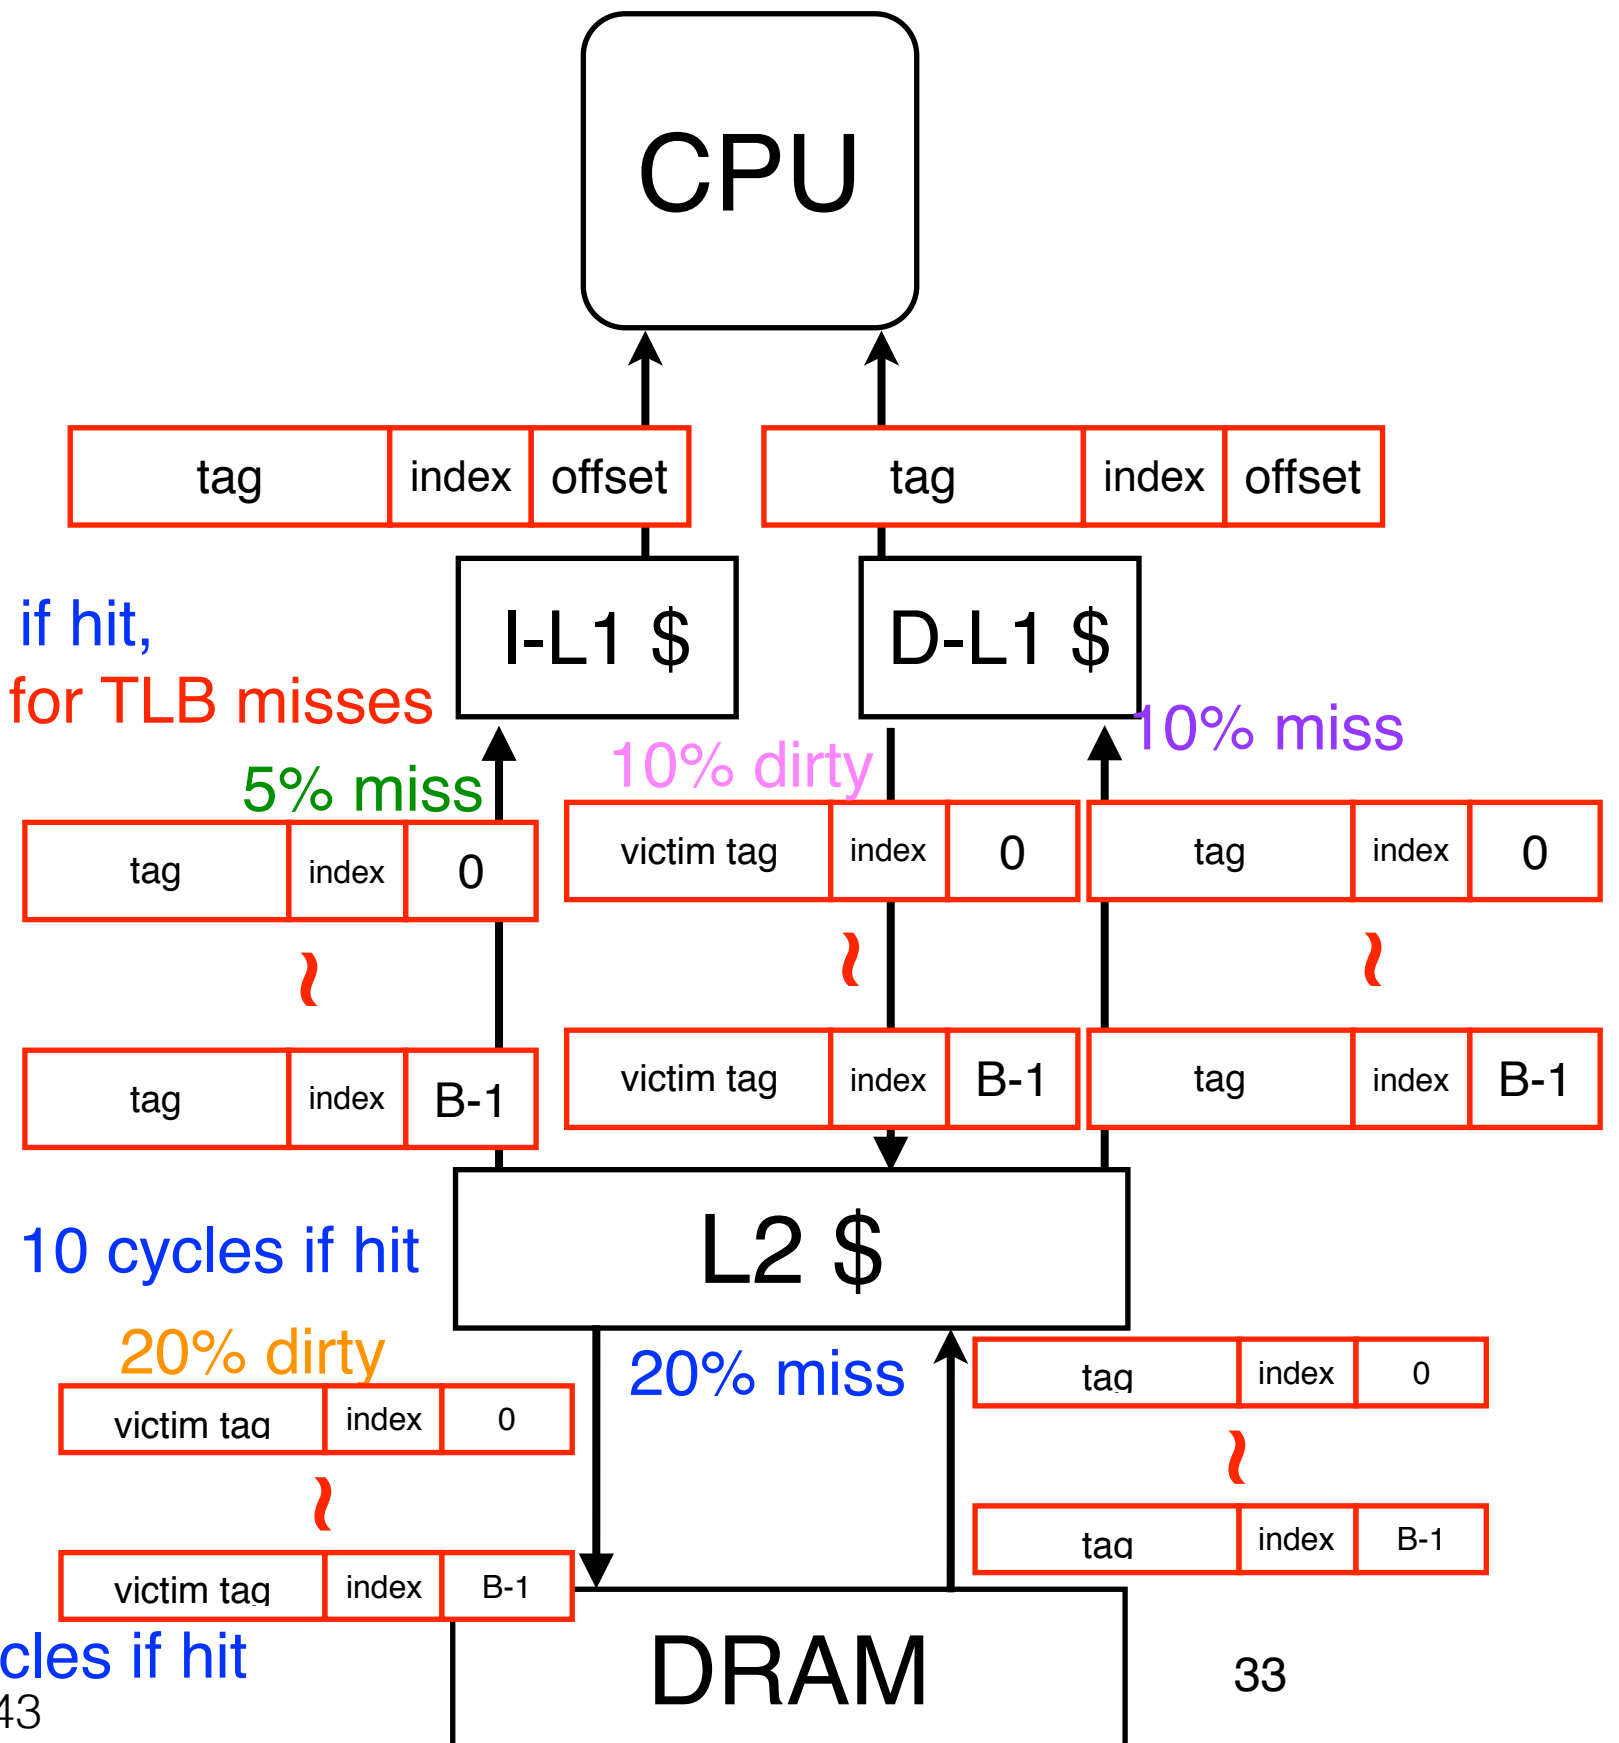 CPU
tag index offset
tag index offset
I-L1 $
D-L1 $
if hit,
for TLB misses
10% miss
5% miss
10% dirty
tag index 0
victim tag index 0
tag index 0
~
~
~
tag index B-1
victim tag index B-1
tag index B-1
L2 $
10 cycles if hit
20% dirty
20% miss
tag index 0
victim tag index 0
~
~
tag index B-1
victim tag index B-1
cles if hit
DRAM
33
43